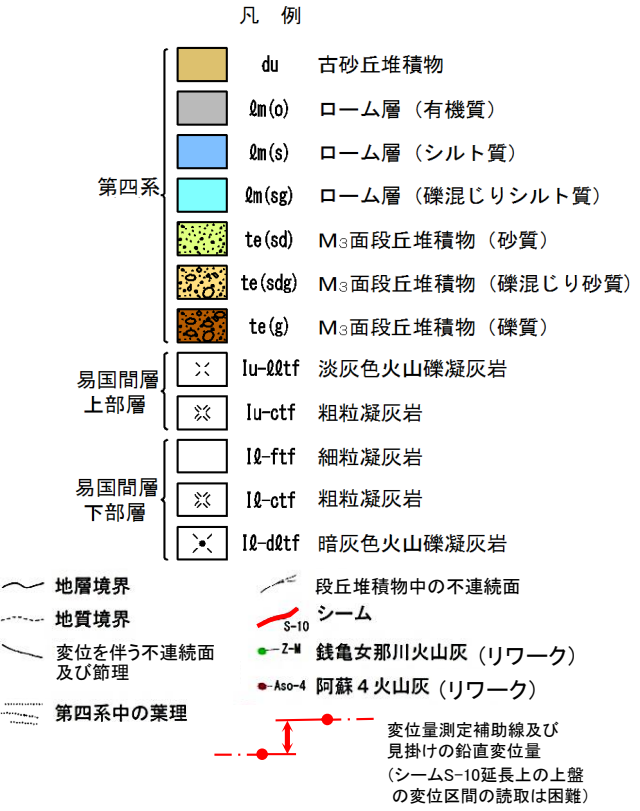 凡 例
第四系
du 古砂丘堆積物
ℓm(o) ローム層（有機質）
ℓm(s) ローム層（シルト質）
ℓm(sg) ローム層（礫混じりシルト質）
te(sd) M₃面段丘堆積物（砂質）
te(sdg) M₃面段丘堆積物（礫混じり砂質）
te(g) M₃面段丘堆積物（礫質）
易国間層
上部層
Iu-ℓℓtf 淡灰色火山礫凝灰岩
Iu-ctf 粗粒凝灰岩
易国間層
下部層
Iℓ-ftf 細粒凝灰岩
Iℓ-ctf 粗粒凝灰岩
Iℓ-dℓtf 暗灰色火山礫凝灰岩
地層境界
地質境界
変位を伴う不連続面
及び節理
第四系中の葉理
段丘堆積物中の不連続面
S-10 シーム
Z-M 銭亀女那川火山灰（リワーク）
Aso-4 阿蘇４火山灰（リワーク）
変位量測定補助線及び
見掛けの鉛直変位量
（シームS-10延長上の上盤
の変位区間の読取は困難）